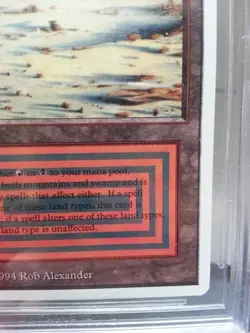 to your mana pool.
both mountains and swamp and is
spells that affect either. If a spell
of these land types, this card is
if a spell alters one of these land types,
land type is unaffected.
994 Rob Alexander